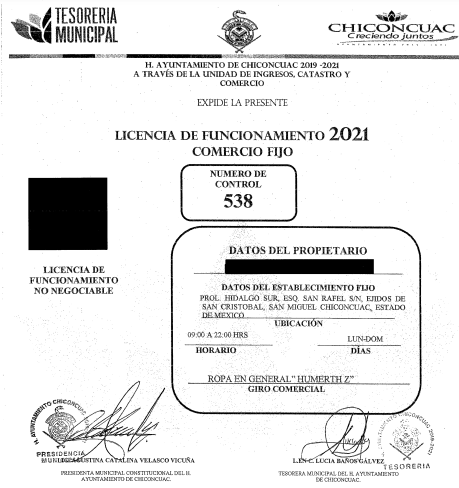 TESORERIA
MUNICIPAL
CHICONCUAC
Creciendo juntos
H. AYUNTAMIENTO DE CHICONCUAC 2019 -2021
A TRAVÉS DE LA UNIDAD DE INGRESOS, CATASTRO Y
COMERCIO
EXPIDE LA PRESENTE
LICENCIA DE FUNCIONAMIENTO 2021
COMERCIO FIJO
NUMERO DE
CONTROL
538
LICENCIA DE
FUNCIONAMIENTO
NO NEGOCIABLE
DATOS DEL PROPIETARIO
DATOS DEL ESTABLECIMIENTO FIJO
PROL. HIDALGO SUR, ESQ. SAN RAFEL S/N, EJIDOS DE
SAN CRISTOBAL, SAN MIGUEL CHICONCUAC, ESTADO
DE MEXICO
UBICACIÓN
09:00 A 22:00 HRS
LUN-DOM
HORARIO
DÍAS
ROPA EN GENERAL" HUMERTH Z"
GIRO COMERCIAL
H. AYUNTAMIENTO CHICONCUAC
PRESIDENCIA
AGUSTINA CATALINA VELASCO VICUÑA
PRESIDENTA MUNICIPAL CONSTITUCIONAL DEL H.
AYUNTAMIENTO DE CHICONCUAC.
L.EN C. LUCIA BAÑOS GÁLVEZ
TESORERIA
TESORERA MUNICIPAL DEL H. AYUNTAMIENTO
DE CHICONCUAC.